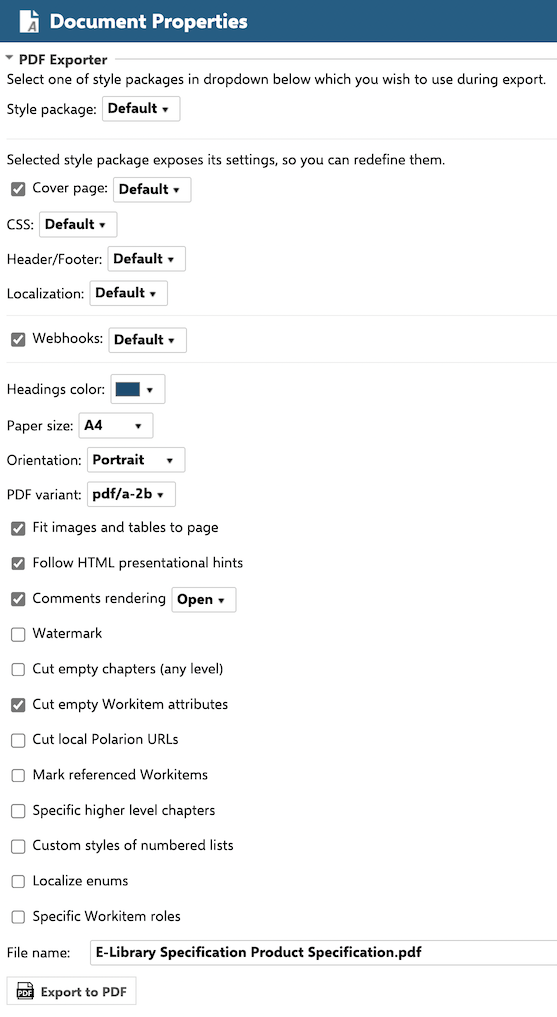 Document Properties
PDF Exporter
Select one of style packages in dropdown below which you wish to use during export.
Style package: Default
Selected style package exposes its settings, so you can redefine them.
Cover page: Default
CSS: Default
Header/Footer: Default
Localization: Default
Webhooks: Default
Headings color:
Paper size: A4
Orientation: Portrait
PDF variant: pdf/a-2b
Fit images and tables to page
Follow HTML presentational hints
Comments rendering Open
Watermark
Cut empty chapters (any level)
Cut empty Workitem attributes
Cut local Polarion URLs
Mark referenced Workitems
Specific higher level chapters
Custom styles of numbered lists
Localize enums
Specific Workitem roles
File name: E-Library Specification Product Specification.pdf
PDF Export to PDF